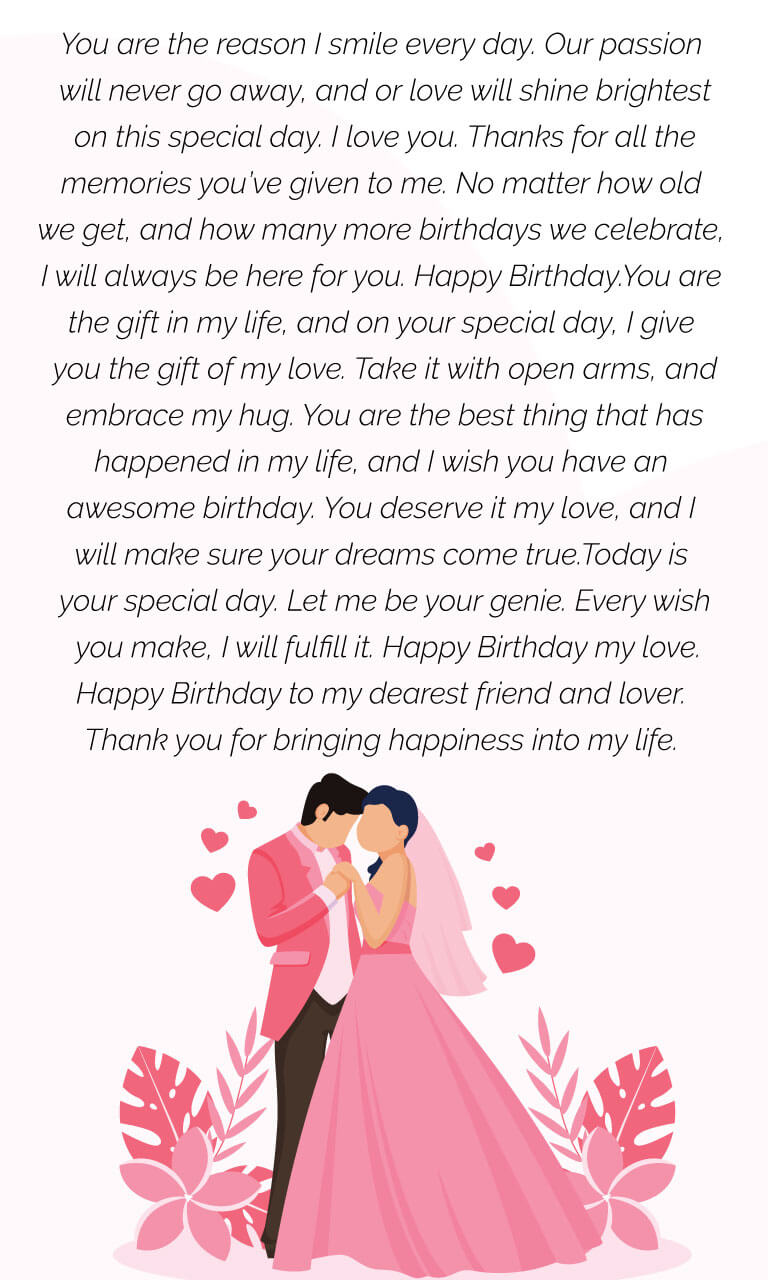 You are the reason I smile every day. Our passion
will never go away, and or love will shine brightest
on this special day. I love you. Thanks for all the
memories you've given to me. No matter how old
we get, and how many more birthdays we celebrate,
I will always be here for you. Happy Birthday.You are
the gift in my life, and on your special day, I give
you the gift of my love. Take it with open arms, and
embrace my hug. You are the best thing that has
happened in my life, and I wish you have an
awesome birthday. You deserve it my love, and I
will make sure your dreams come true.Today is
your special day. Let me be your genie. Every wish
you make, I will fulfill it. Happy Birthday my love.
Happy Birthday to my dearest friend and lover.
Thank you for bringing happiness into my life.